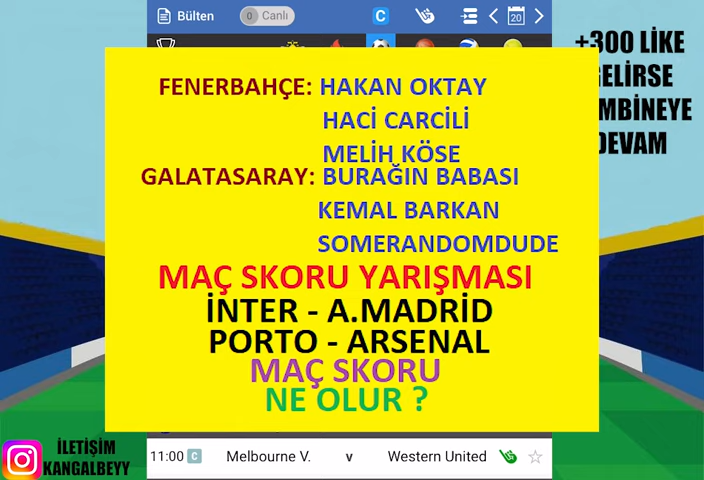 Bülten
0 Canlı
C
20
+300 LİKE
GELİRSE
KOMBİNEYE
DEVAM
FENERBAHÇE: HAKAN OKTAY
HACİ CARCİLİ
MELİH KÖSE
GALATASARAY: BURAĞIN BABASI
KEMAL BARKAN
SOMERANDOMDUDE
MAÇ SKORU YARIŞMASI
İNTER - A.MADRİD
PORTO - ARSENAL
MAÇ SKORU
NE OLUR ?
11:00 C Melbourne V. v Western United
İLETİŞİM
KANGALBEYY